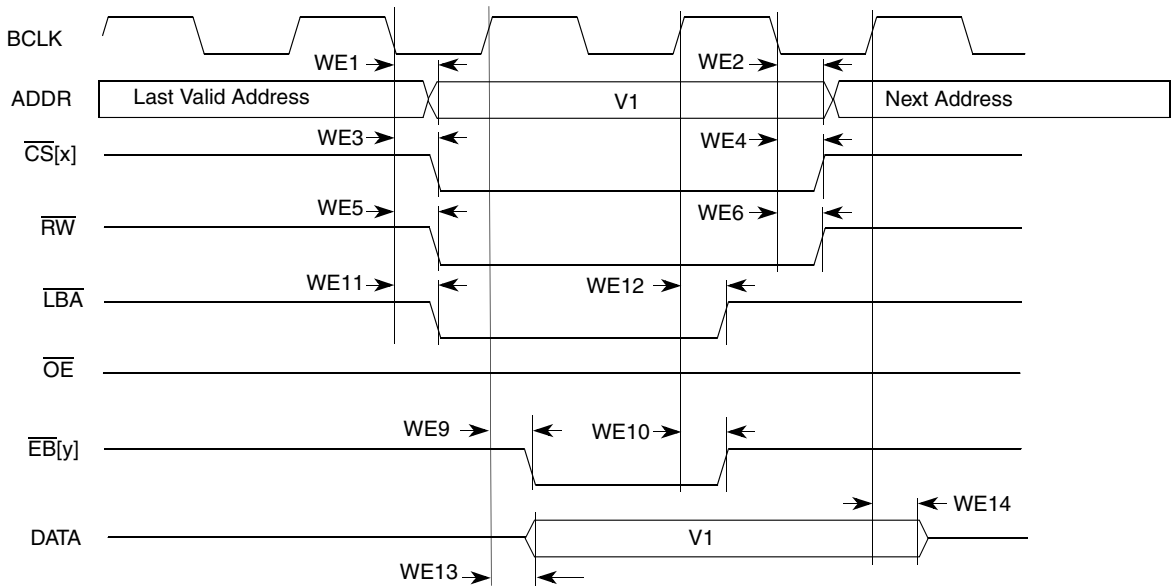 BCLK
WE1
WE2
ADDR
Last Valid Address
V1
Next Address
WE3
WE4
CS[x]
WE5
WE6
RW
WE11
WE12
LBA
OE
WE9
WE10
EB[y]
WE14
DATA
V1
WE13